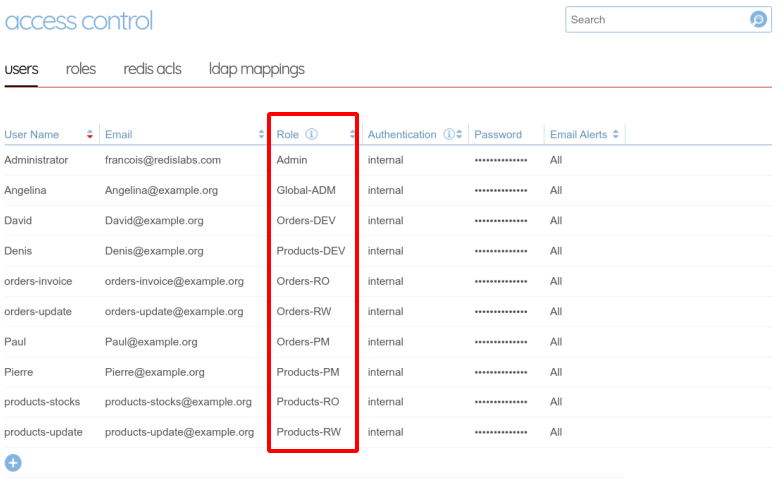 access control
Search
users roles redis acls ldap mappings
User Name Email Role Authentication Password Email Alerts
Administrator francois@redislabs.com Admin internal •••••••••••••• All
Angelina Angelina@example.org Global-ADM internal •••••••••••••• All
David David@example.org Orders-DEV internal •••••••••••••• All
Denis Denis@example.org Products-DEV internal •••••••••••••• All
orders-invoice orders-invoice@example.org Orders-RO internal •••••••••••••• All
orders-update orders-update@example.org Orders-RW internal •••••••••••••• All
Paul Paul@example.org Orders-PM internal •••••••••••••• All
Pierre Pierre@example.org Products-PM internal •••••••••••••• All
products-stocks products-stocks@example.org Products-RO internal •••••••••••••• All
products-update products-update@example.org Products-RW internal •••••••••••••• All